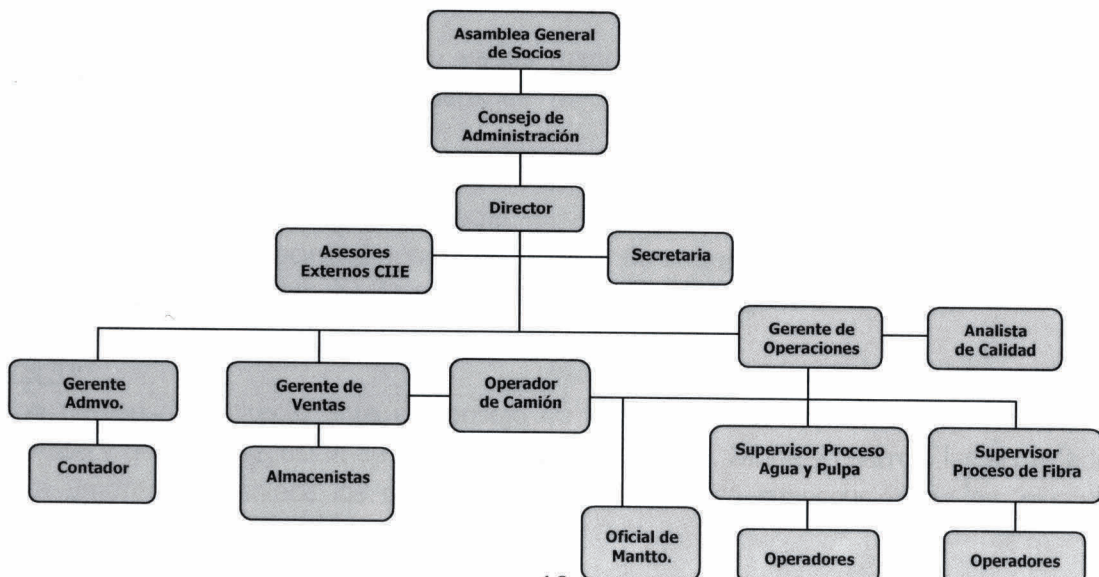 Asamblea General
de Socios
Consejo de
Administración
Director
Asesores
Externos CIIE
Secretaria
Gerente de
Operaciones
Analista
de Calidad
Gerente
Admvo.
Gerente de
Ventas
Operador
de Camión
Contador
Almacenistas
Supervisor Proceso
Agua y Pulpa
Supervisor
Proceso de Fibra
Oficial de
Mantto.
Operadores
Operadores